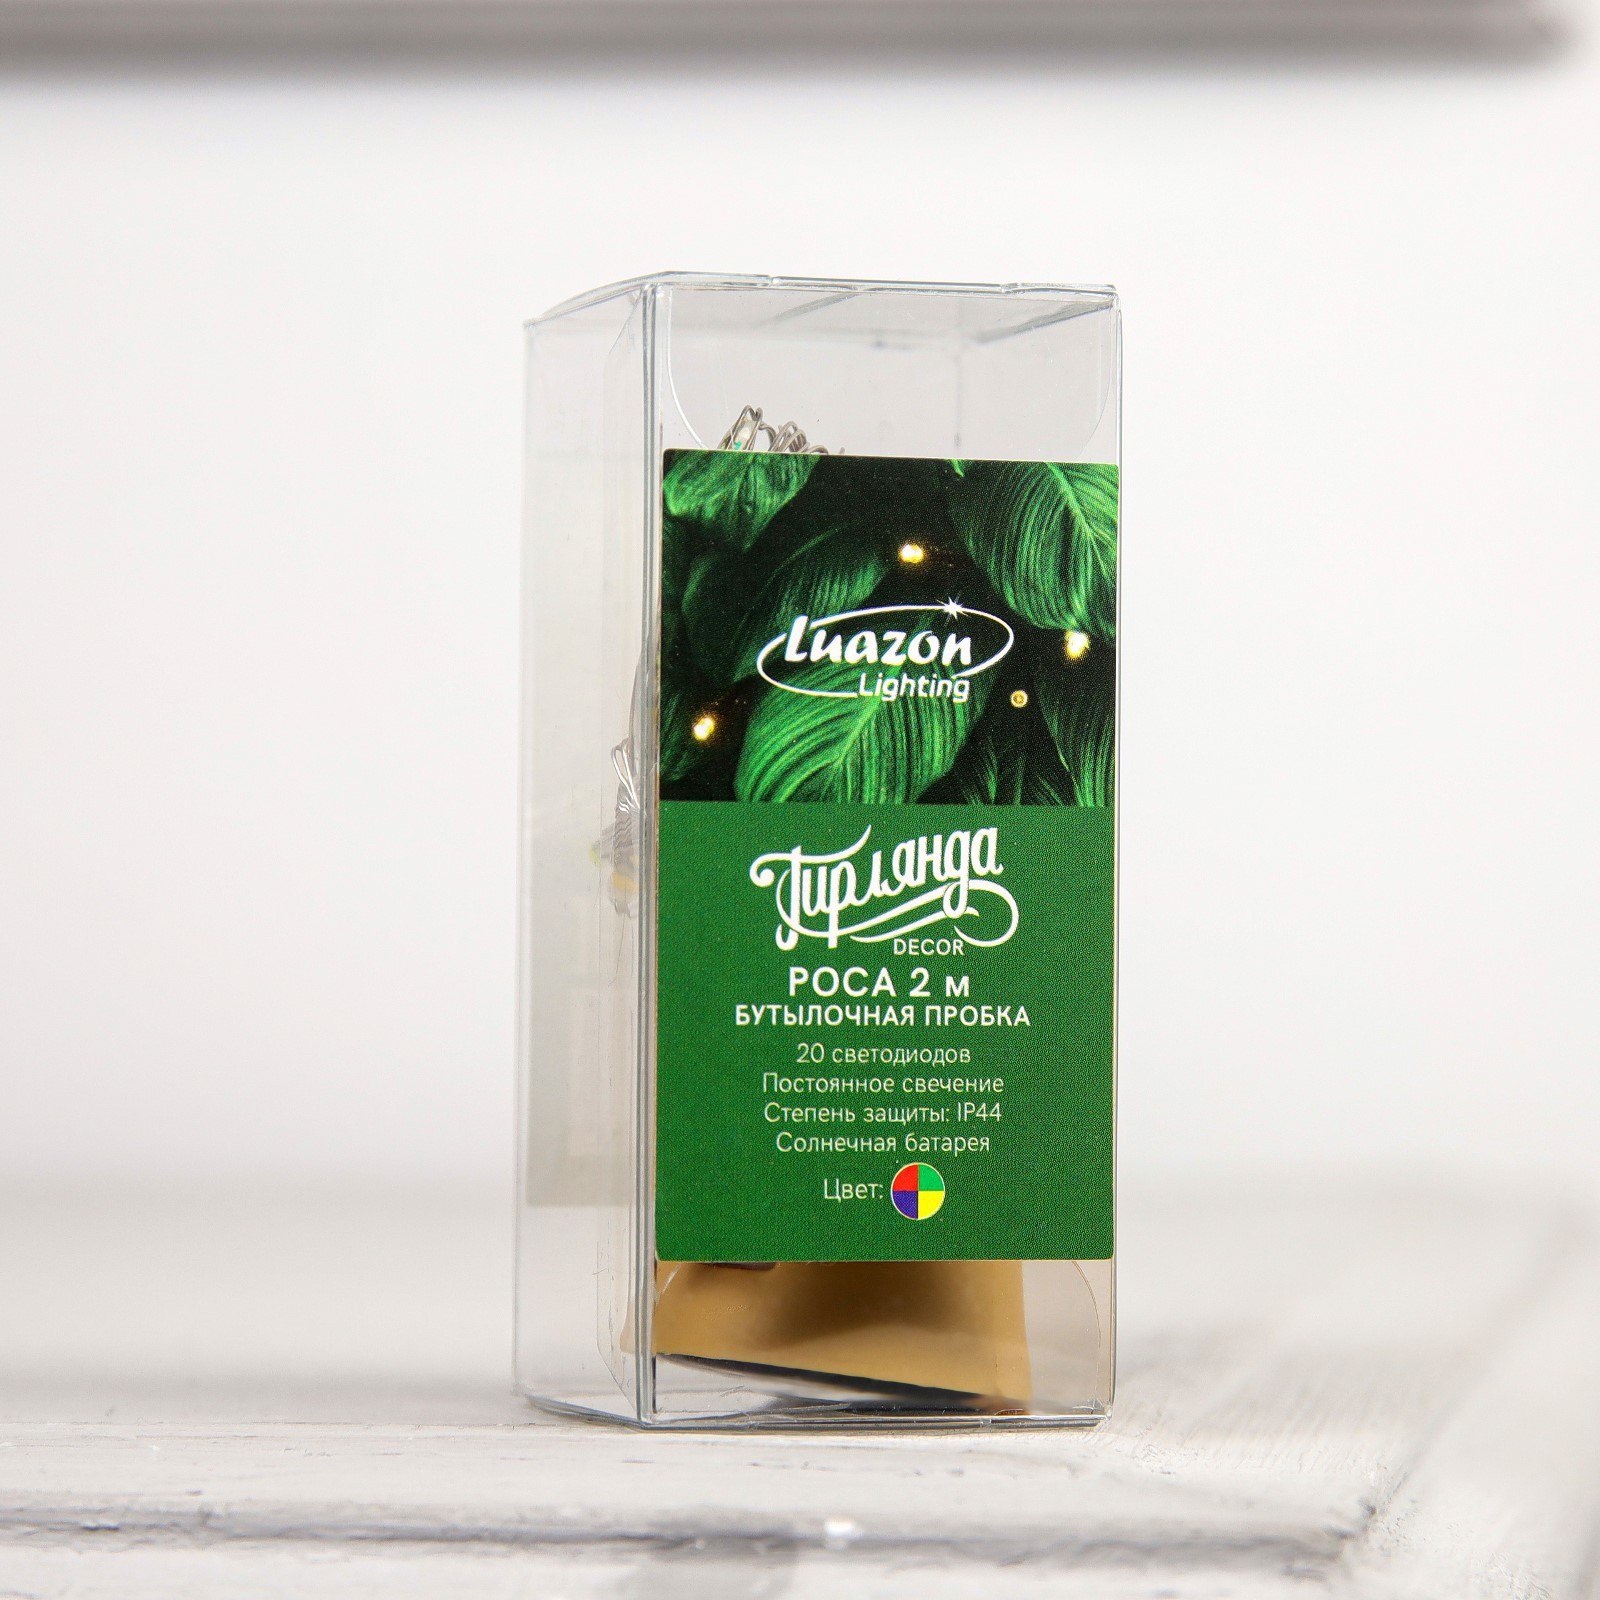 Luazon
Lighting
Гирлянда
DECOR
РОСА 2 м
БУТЫЛОЧНАЯ ПРОБКА
20 светодиодов
Постоянное свечение
Степень защиты: IP44
Солнечная батарея
Цвет: